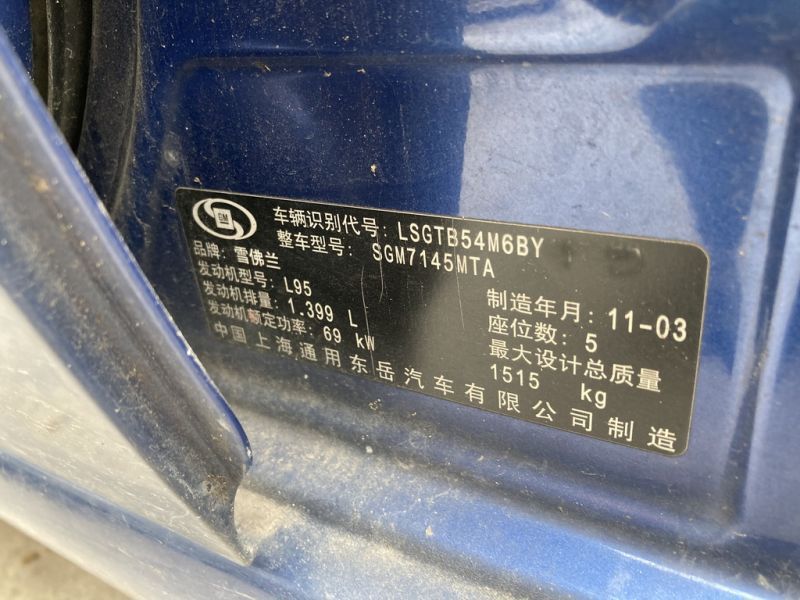 GM
车辆识别代号: LSGTB54M6BY
整车型号: SGM7145MTA
品牌: 雪佛兰
发动机型号: L95
发动机排量: 1.399 L
发动机额定功率: 69 kW
制造年月: 11-03
座位数: 5
最大设计总质量
1515 kg
中国上海通用东岳汽车有限公司制造